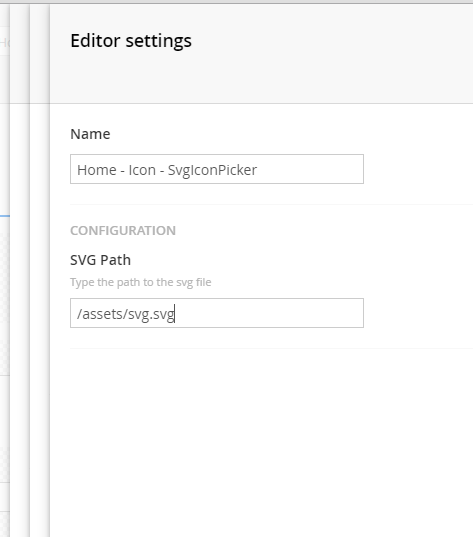 Editor settings
Name
Home - Icon - SvgIconPicker
CONFIGURATION
SVG Path
Type the path to the svg file
/assets/svg.svg